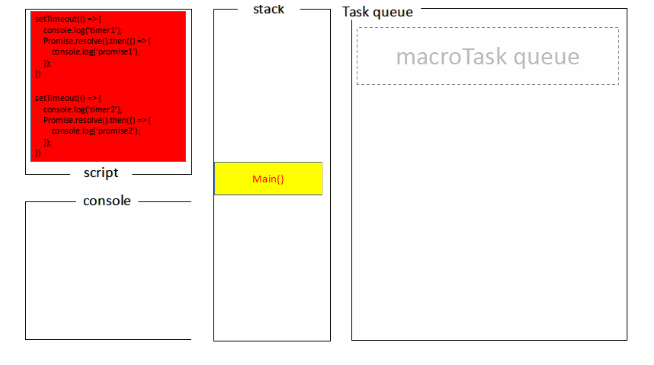 stack
Task queue
setTimeout(() => {
console.log('timer1');
Promise.resolve().then(() => {
console.log('promise1');
});
})
setTimeout(() => {
console.log('timer2');
Promise.resolve().then(() => {
console.log('promise2');
});
})
macroTask queue
script
Main()
console